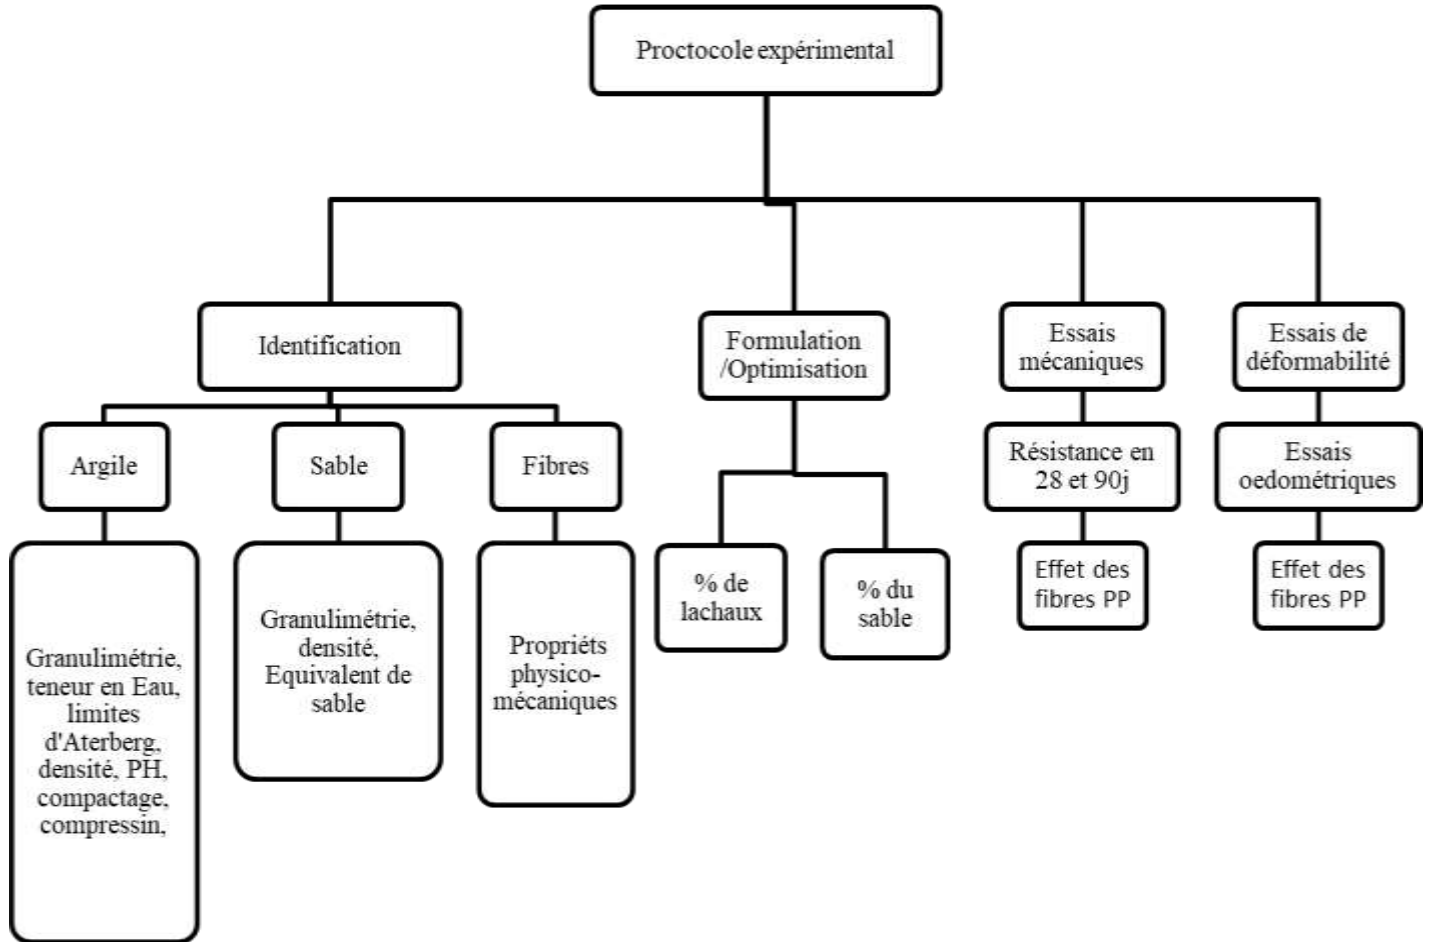 Proctocole expérimental
Identification
Formulation
/Optimisation
Essais
mécaniques
Essais de
déformabilité
Argile
Sable
Fibres
Résistance en
28 et 90j
Essais
oedométriques
Granulimétrie,
teneur en Eau,
limites
d'Aterberg,
densité, PH,
compactage,
compressin,
Granulimétrie,
densité,
Equivalent de
sable
Propriéts
physico-
mécaniques
% de
lachaux
% du
sable
Effet des
fibres PP
Effet des
fibres PP